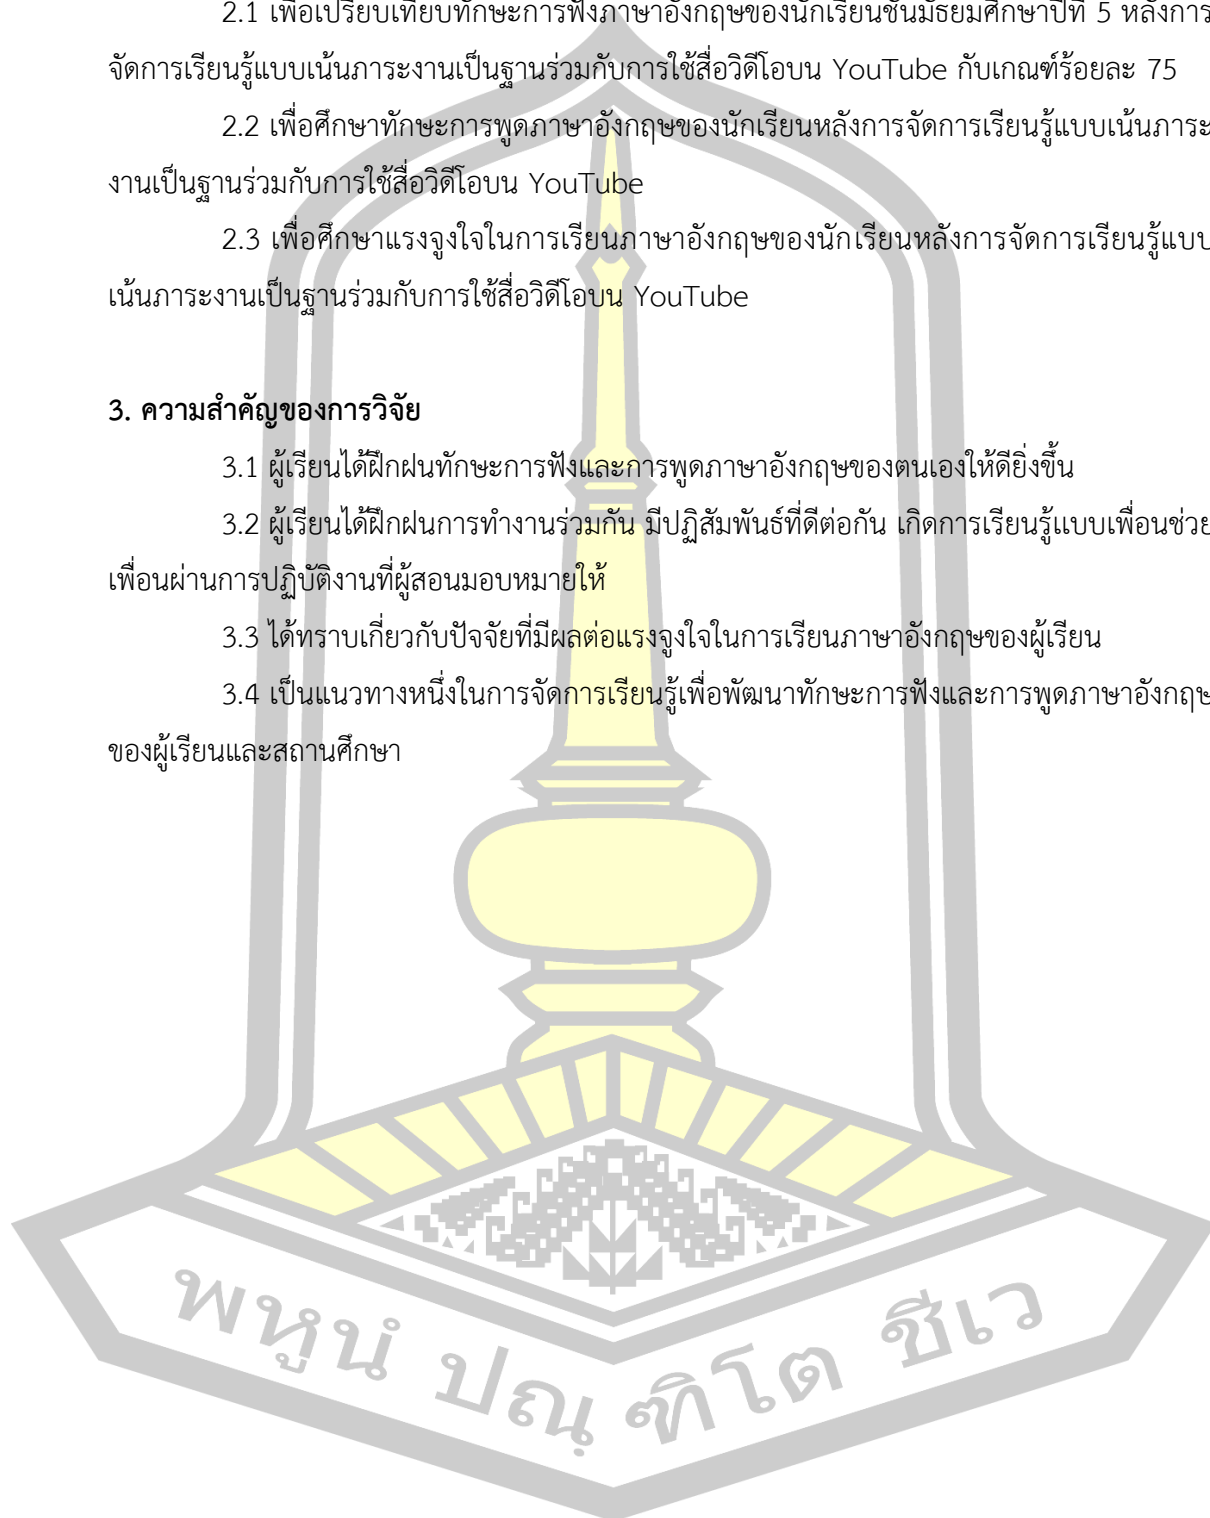 2.1 เพื่อเปรียบเทียบทักษะการฟังภาษาอังกฤษของนักเรียนชั้นมัธยมศึกษาปีที่ 5 หลังการ
จัดการเรียนรู้แบบเน้นภาระงานเป็นฐานร่วมกับการใช้สื่อวิดีโอบน YouTube กับเกณฑ์ร้อยละ 75
2.2 เพื่อศึกษาทักษะการพูดภาษาอังกฤษของนักเรียนหลังการจัดการเรียนรู้แบบเน้นภาระ
งานเป็นฐานร่วมกับการใช้สื่อวิดีโอบน YouTube
2.3 เพื่อศึกษาแรงจูงใจในการเรียนภาษาอังกฤษของนักเรียนหลังการจัดการเรียนรู้แบบ
เน้นภาระงานเป็นฐานร่วมกับการใช้สื่อวิดีโอบน YouTube
3. ความสำคัญของการวิจัย
3.1 ผู้เรียนได้ฝึกฝนทักษะการฟังและการพูดภาษาอังกฤษของตนเองให้ดียิ่งขึ้น
3.2 ผู้เรียนได้ฝึกฝนการทำงานร่วมกัน มีปฏิสัมพันธ์ที่ดีต่อกัน เกิดการเรียนรู้แบบเพื่อนช่วย
เพื่อนผ่านการปฏิบัติงานที่ผู้สอนมอบหมายให้
3.3 ได้ทราบเกี่ยวกับปัจจัยที่มีผลต่อแรงจูงใจในการเรียนภาษาอังกฤษของผู้เรียน
3.4 เป็นแนวทางหนึ่งในการจัดการเรียนรู้เพื่อพัฒนาทักษะการฟังและการพูดภาษาอังกฤษ
ของผู้เรียนและสถานศึกษา
พหูนํ ปณฺฑิโต ชีเว